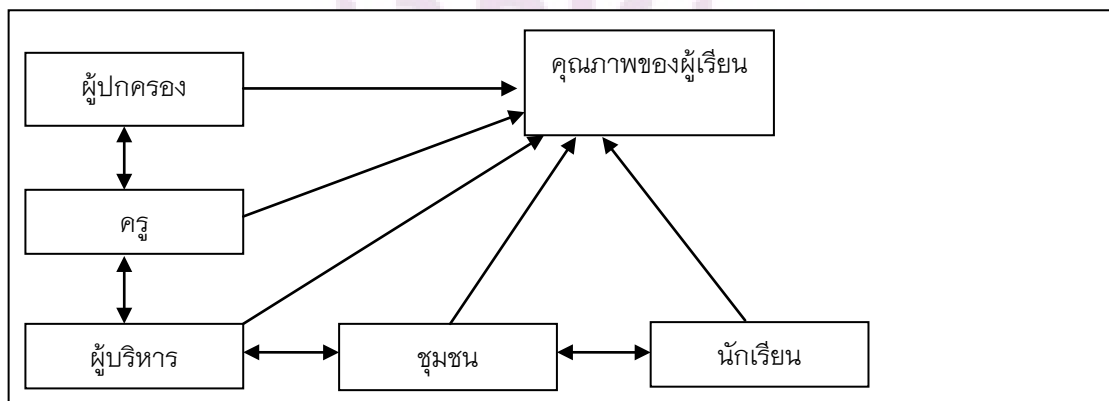 คุณภาพของผู้เรียน
ผู้ปกครอง
ครู
ผู้บริหาร
ชุมชน
นักเรียน